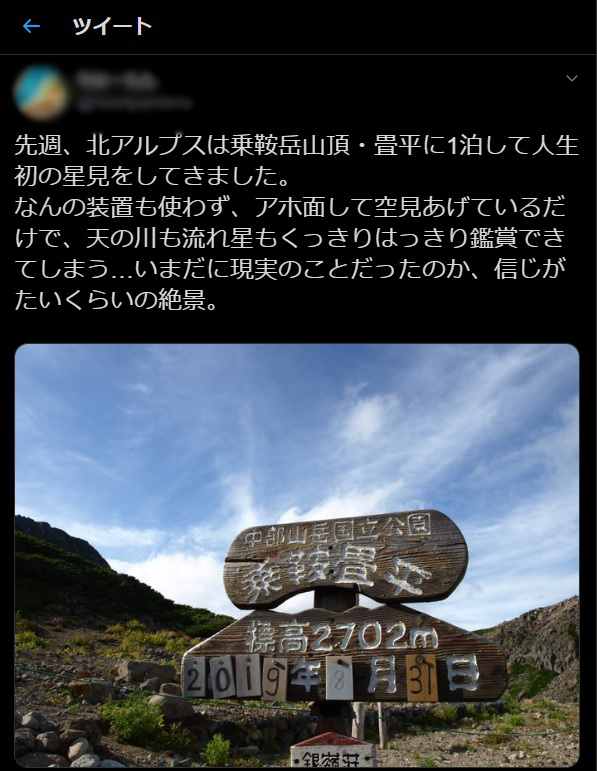 ツイート
先週、北アルプスは乗鞍岳山頂・畳平に1泊して人生
初の星見をしてきました。
なんの装置も使わず、アホ面して空見あげているだ
けで、天の川も流れ星もくっきりはっきり鑑賞でき
てしまう…いまだに現実のことだったのか、信じが
たいくらいの絶景。
中部山岳国立公園
乗鞍畳平
標高2702m
2019年8月31日
銀嶺荘